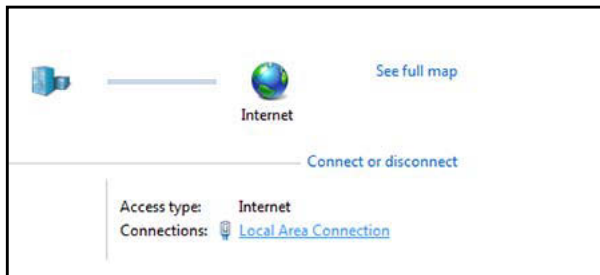 See full map
Internet
Connect or disconnect
Access type: Internet
Connections: Local Area Connection